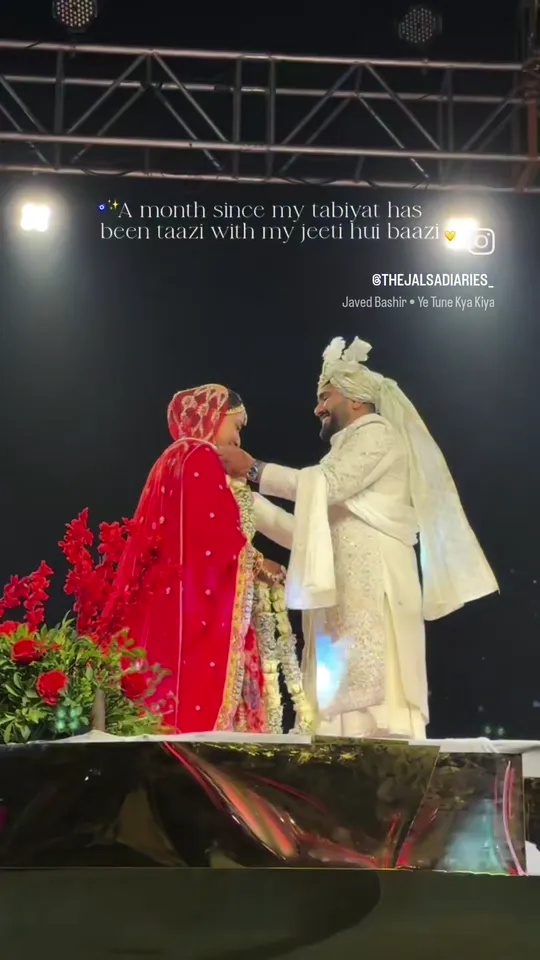 🧿✨A month since my tabiyat has
been taazi with my jeeti hui baazi💛
@THEJALSADIARIES_
Javed Bashir • Ye Tune Kya Kiya